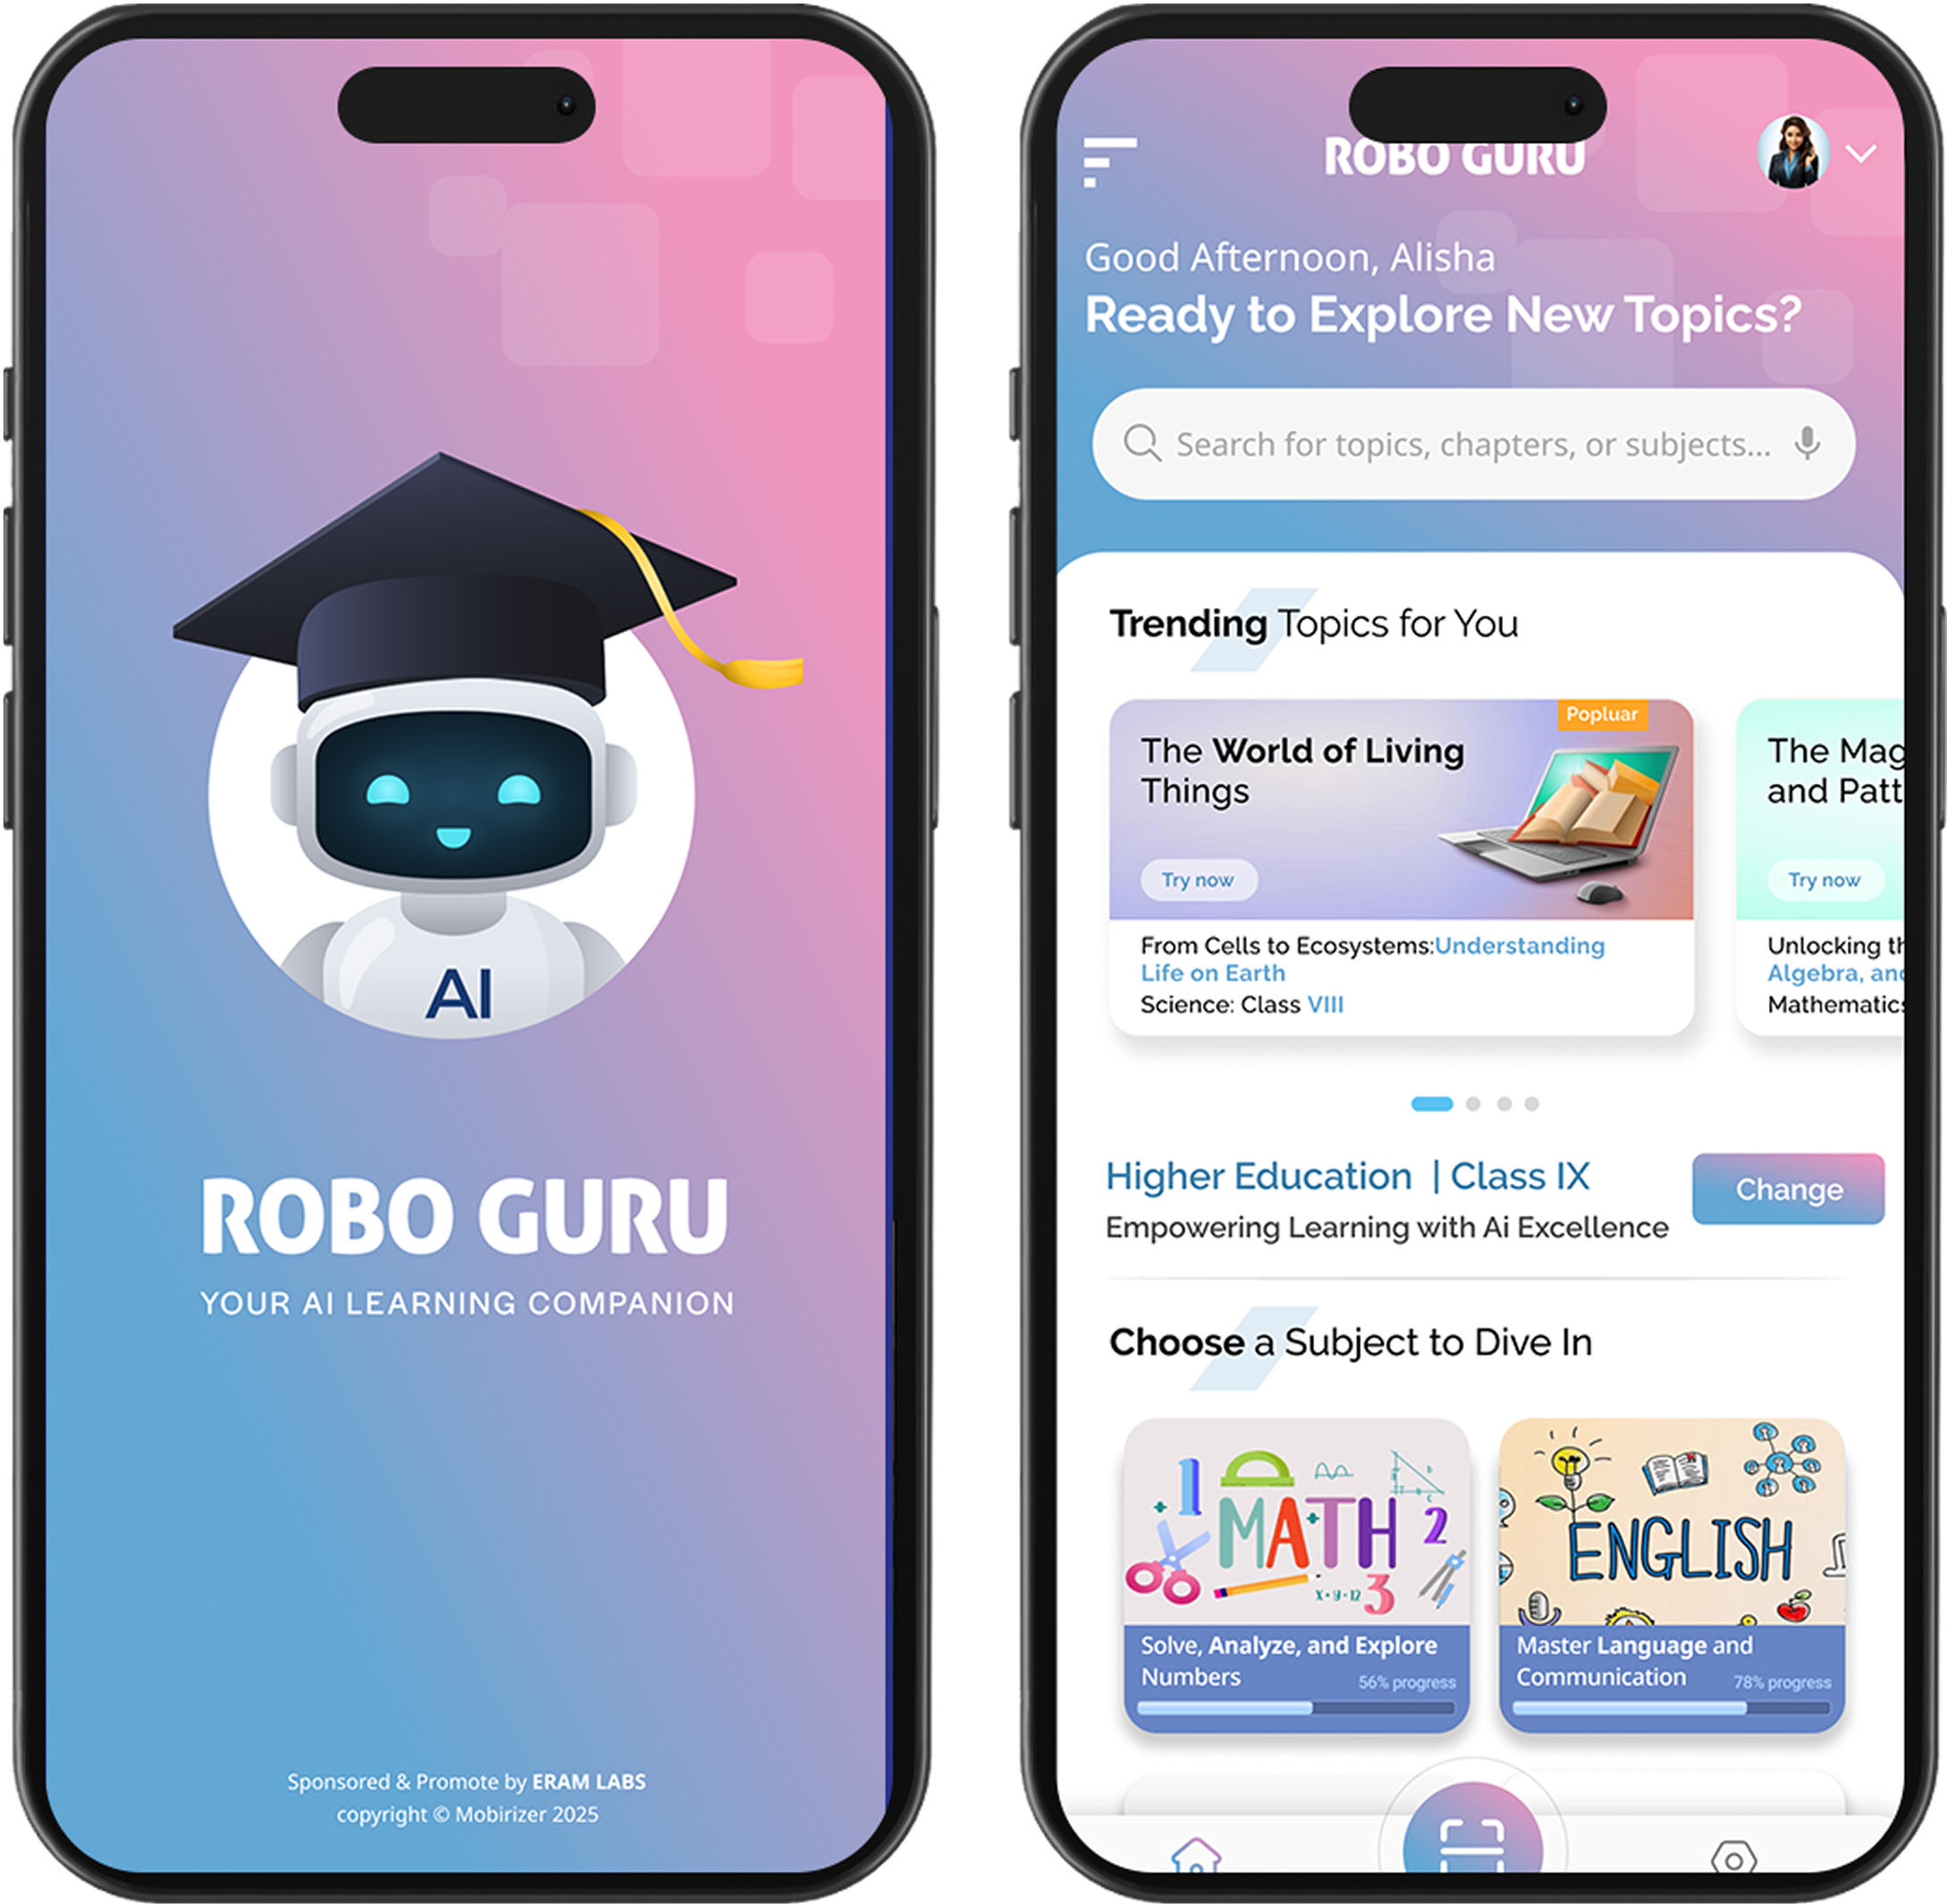 AI
ROBO GURU
YOUR AI LEARNING COMPANION
Sponsored & Promote by ERAM LABS
copyright © Mobirizer 2025
ROBO GURU
Good Afternoon, Alisha
Ready to Explore New Topics?
Search for topics, chapters, or subjects...
Trending Topics for You
Popluar
The World of Living
Things
Try now
From Cells to Ecosystems:Understanding
Life on Earth
Science: Class VIII
The Mag
and Patt
Try now
Unlocking th
Algebra, and
Mathematics
Higher Education | Class IX
Change
Empowering Learning with Ai Excellence
Choose a Subject to Dive In
1
MATH
2
3
Solve, Analyze, and Explore
Numbers
56% progress
ENGLISH
Master Language and
Communication
78% progress